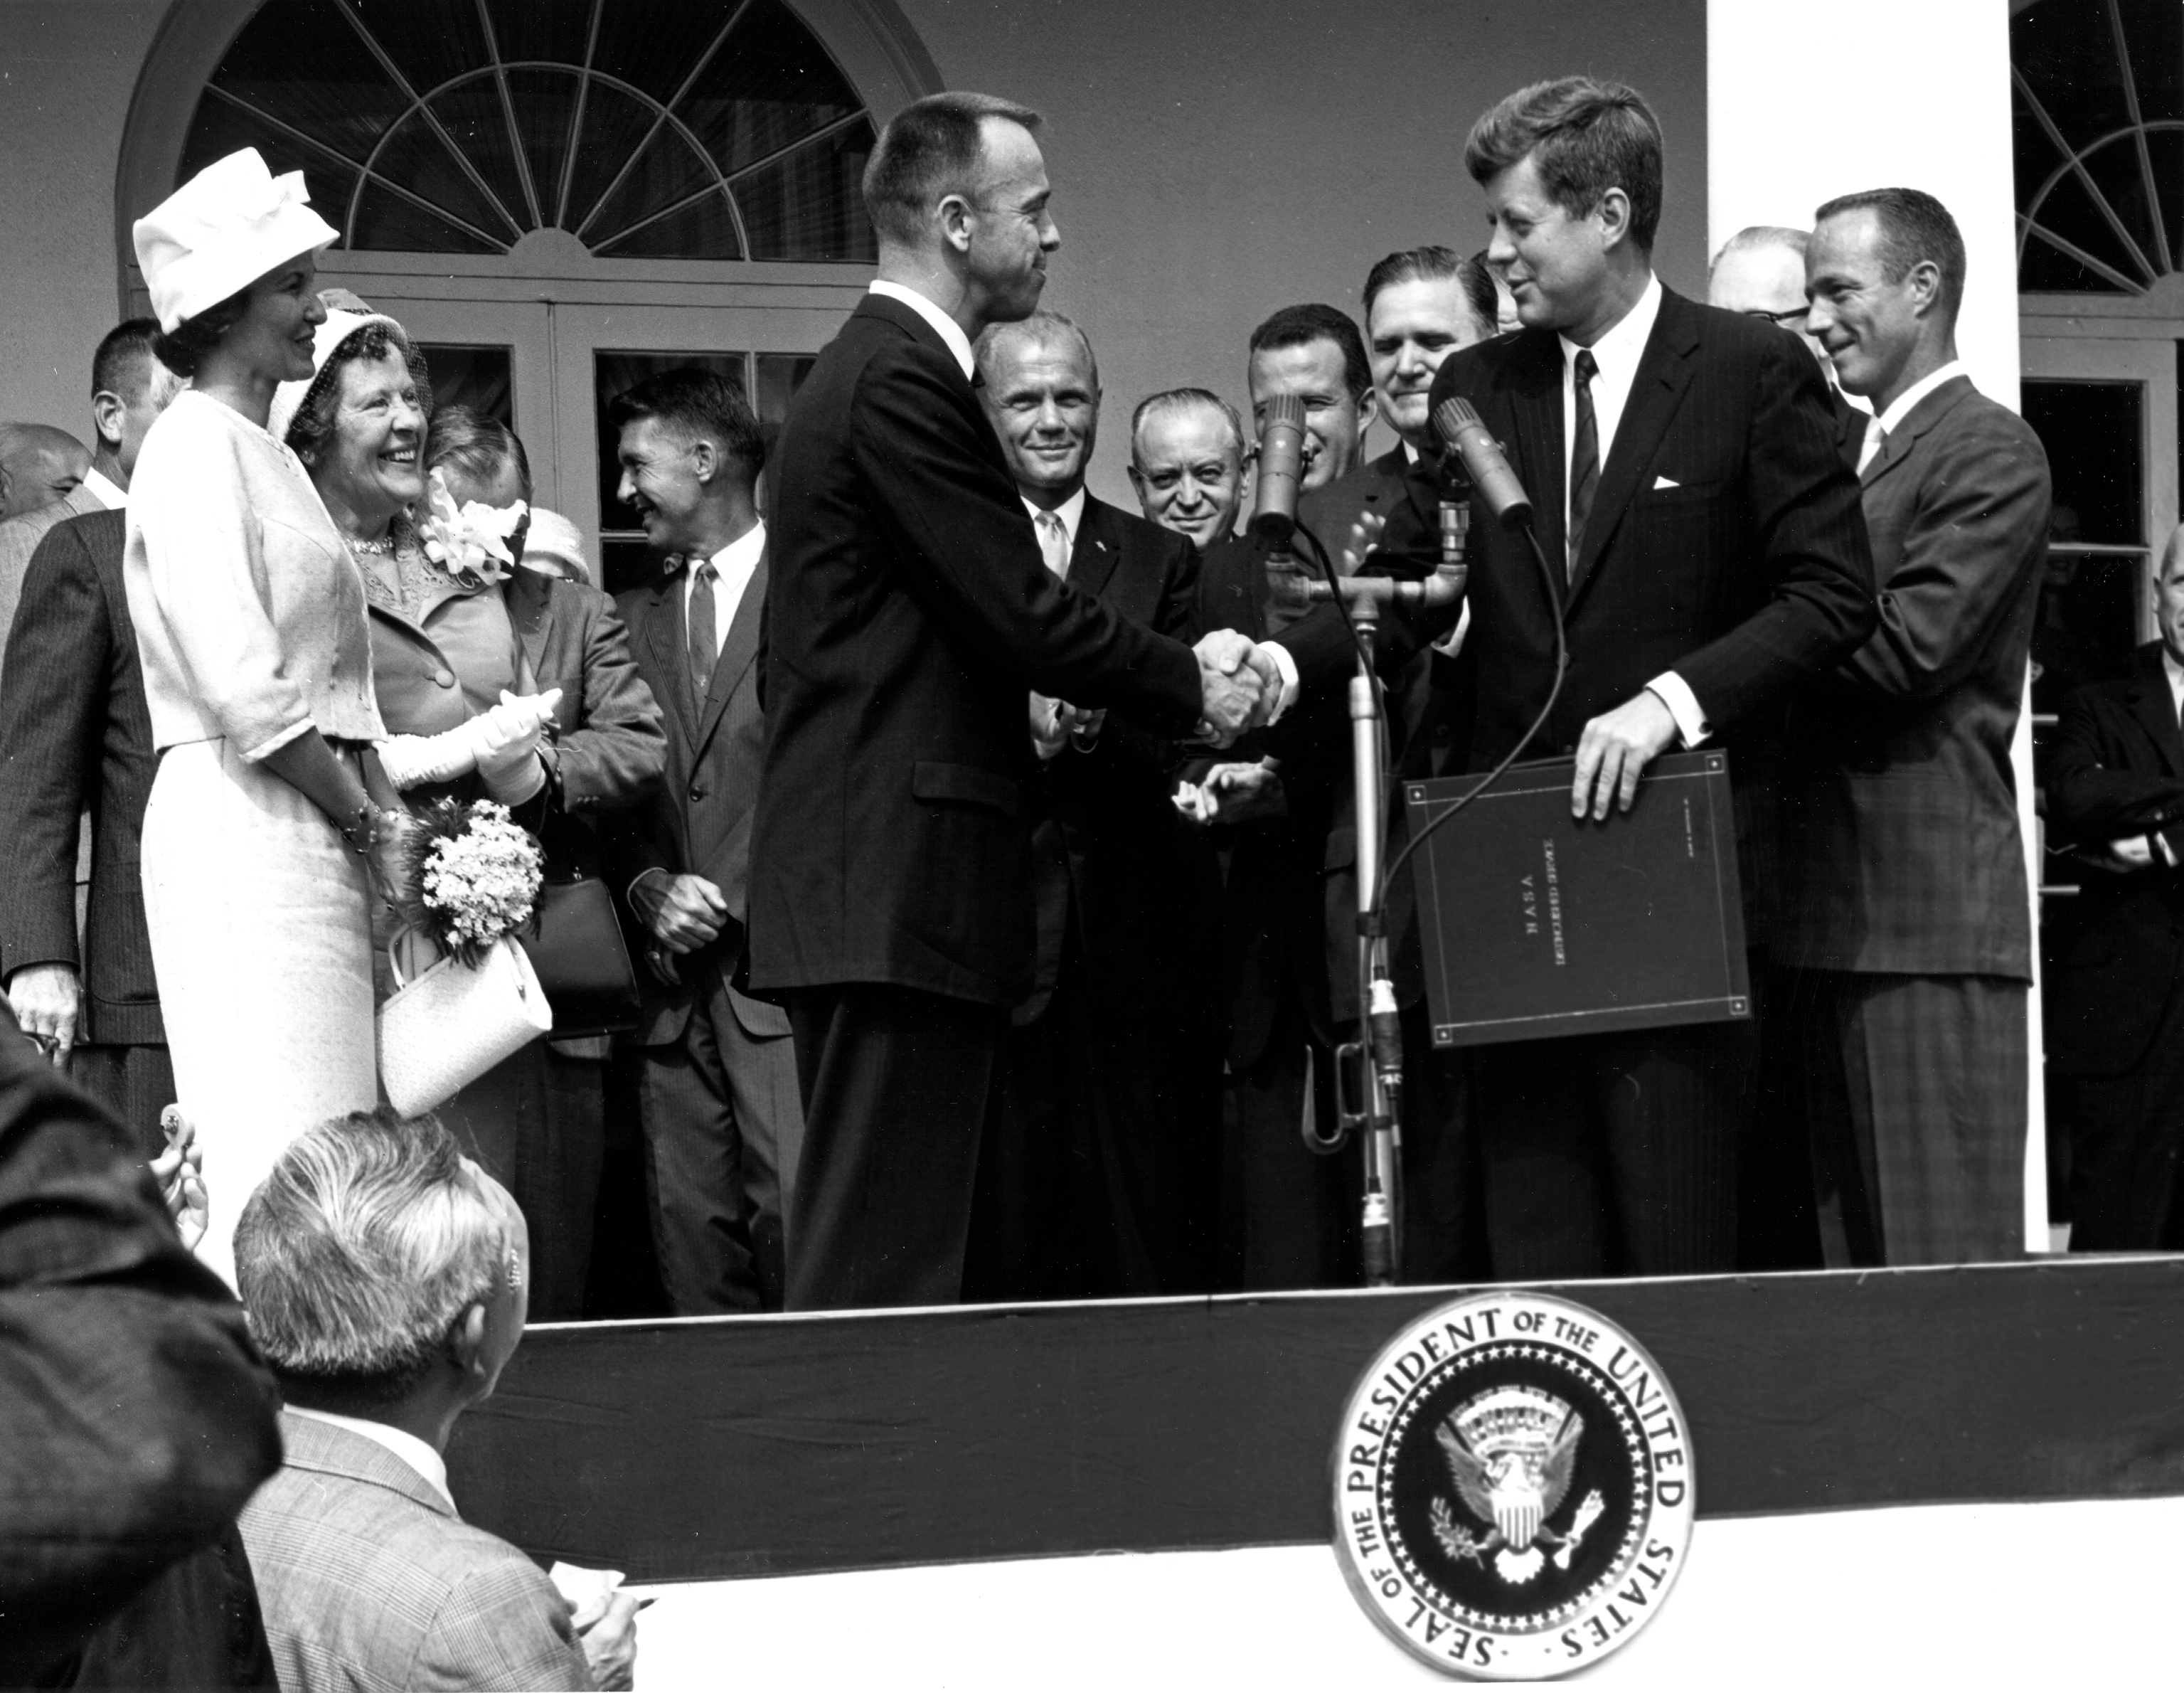 NASA
DISTINGUISHED SERVICE
SEAL OF THE PRESIDENT OF THE UNITED STATES